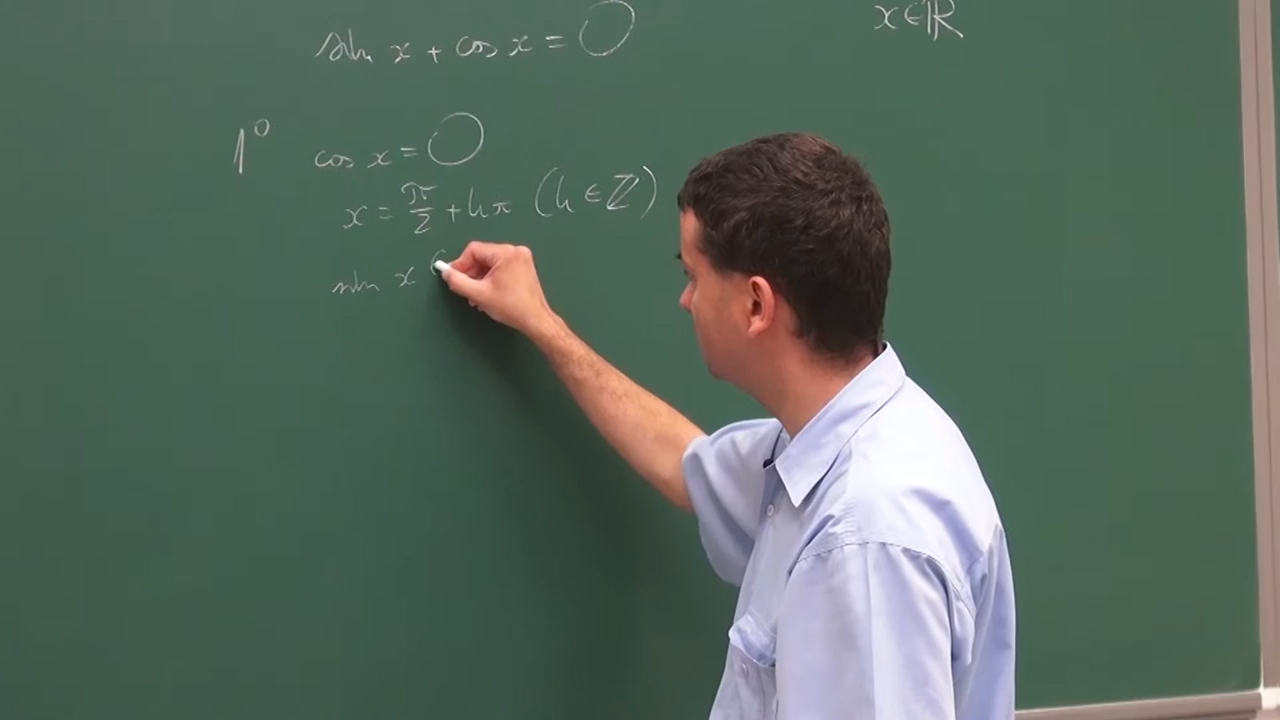 sin x + cos x = 0
x ∈ ℝ
1° cos x = 0
x = π/2 + kπ (k ∈ ℤ)
sin x